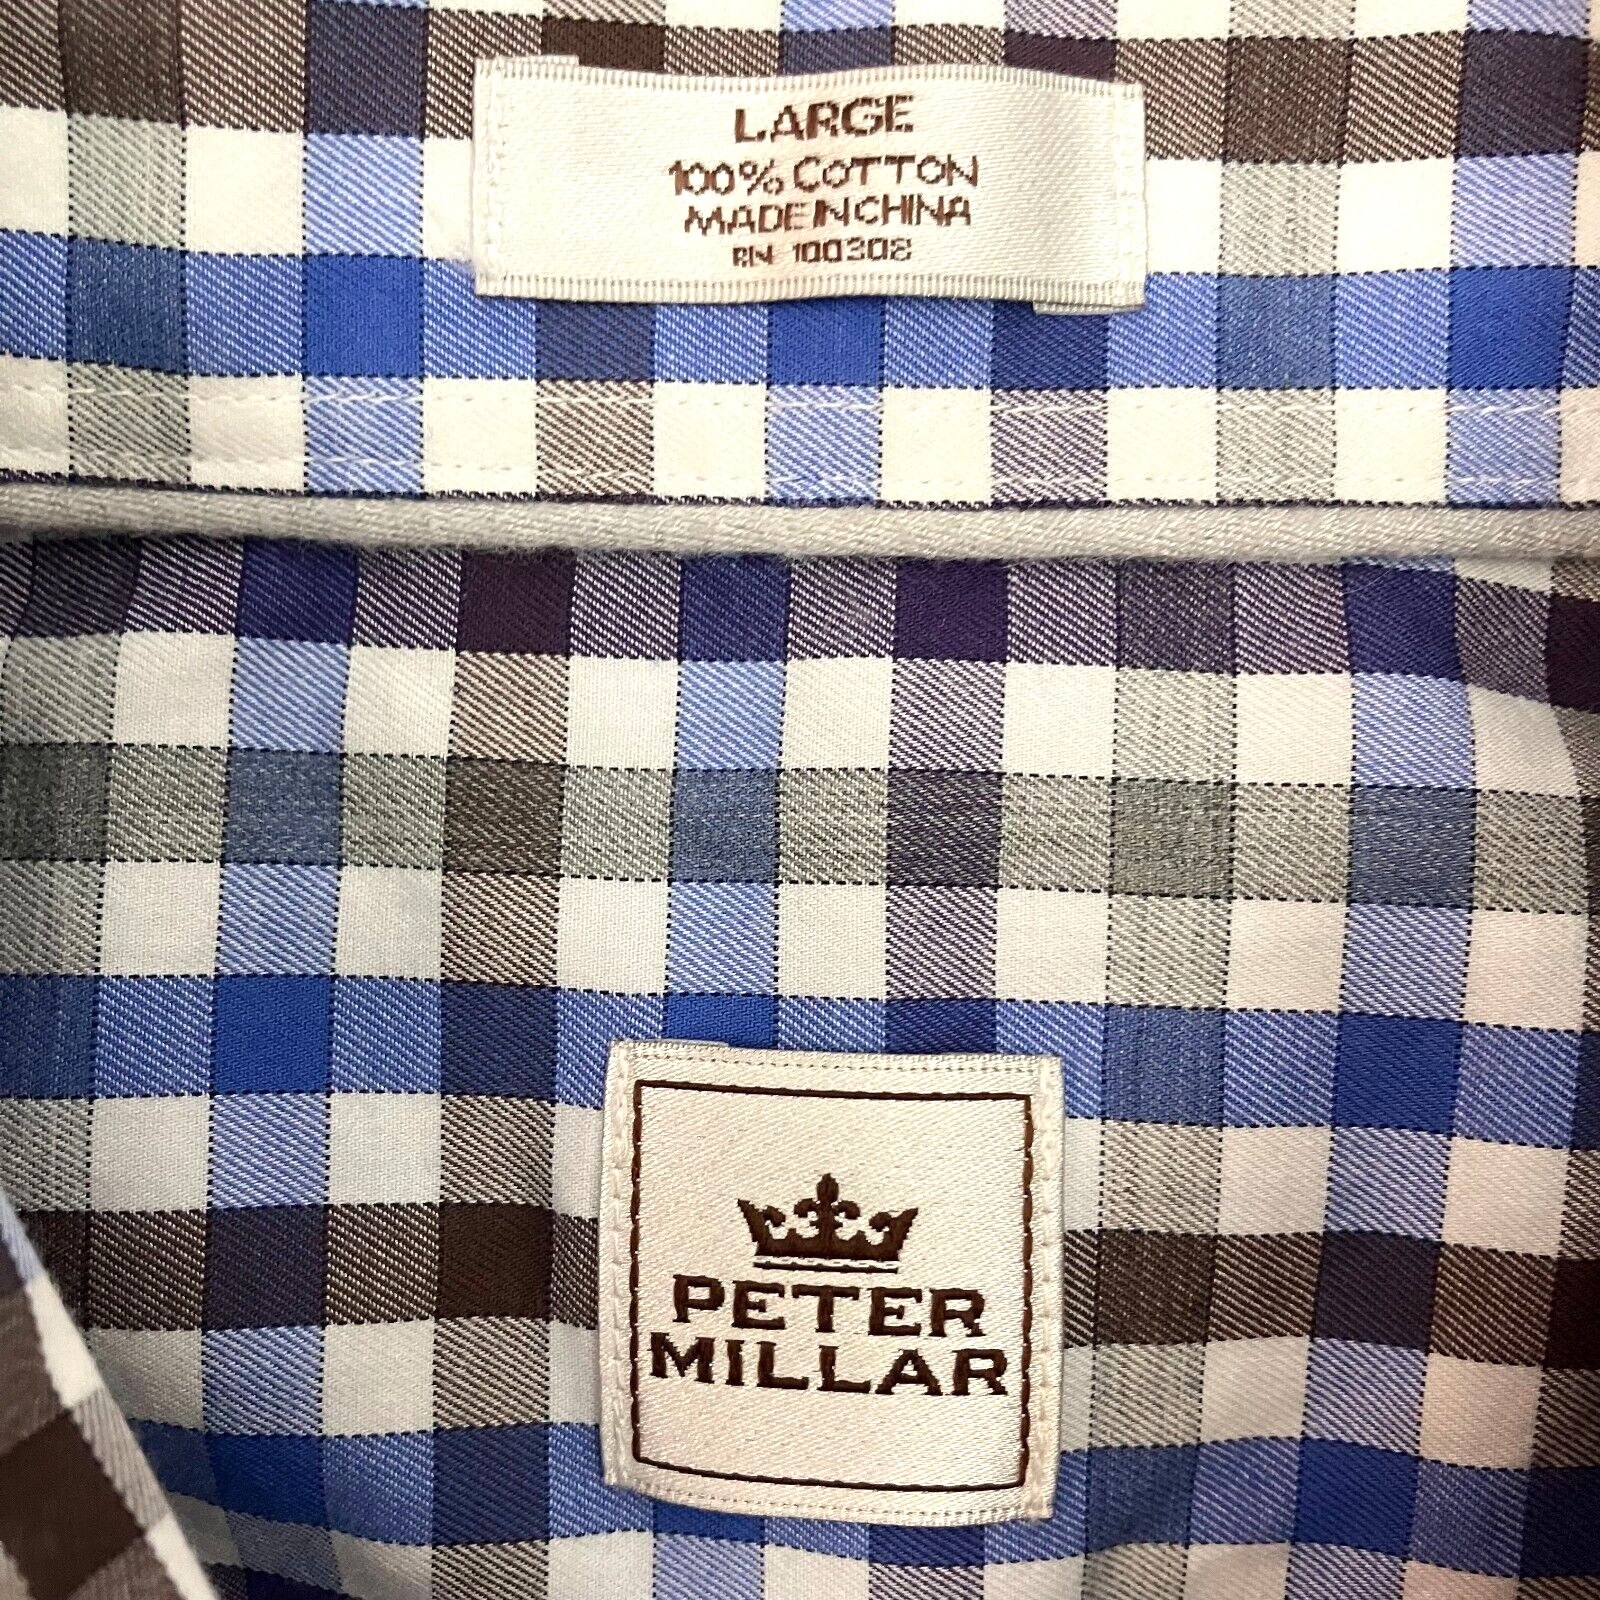 LARGE
100% COTTON
MADE IN CHINA
RN 100308
PETER
MILLAR